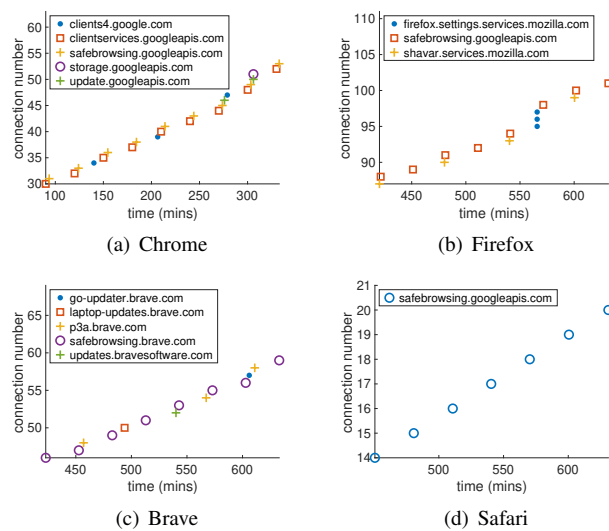 clients4.google.com
clientservices.googleapis.com
safebrowsing.googleapis.com
storage.googleapis.com
update.googleapis.com
connection number
60
55
50
45
40
35
30
100 150 200 250 300
time (mins)
(a) Chrome
firefox.settings.services.mozilla.com
safebrowsing.googleapis.com
shavar.services.mozilla.com
connection number
105
100
95
90
450 500 550 600
time (mins)
(b) Firefox
go-updater.brave.com
laptop-updates.brave.com
p3a.brave.com
safebrowsing.brave.com
updates.bravesoftware.com
connection number
65
60
55
50
450 500 550 600
time (mins)
(c) Brave
safebrowsing.googleapis.com
connection number
21
20
19
18
17
16
15
14
500 550 600
time (mins)
(d) Safari